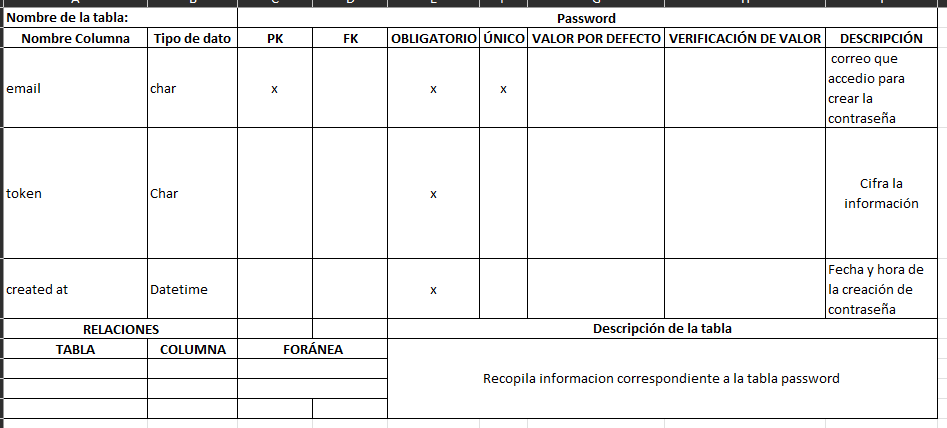 Nombre de la tabla: Password
Nombre Columna Tipo de dato PK FK OBLIGATORIO ÚNICO VALOR POR DEFECTO VERIFICACIÓN DE VALOR DESCRIPCIÓN
email char x x x
correo que
accedio para
crear la
contraseña
token Char x
Cifra la
información
created at Datetime x
Fecha y hora de
la creación de
contraseña
RELACIONES Descripción de la tabla
TABLA COLUMNA FORÁNEA
Recopila informacion correspondiente a la tabla password